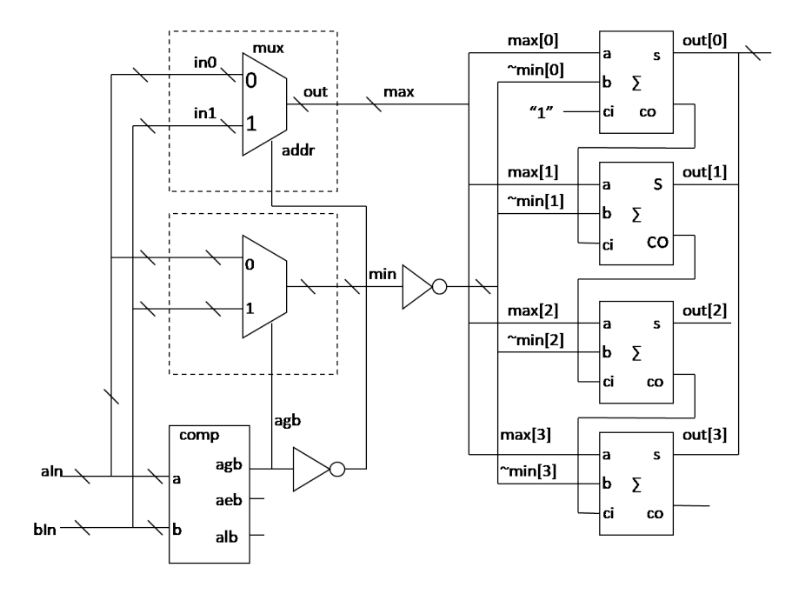 mux
in0
0
in1
1
out
addr
max
0
1
min
agb
comp
aIn
a
agb
aeb
bIn
b
alb
max[0]
a
s
out[0]
~min[0]
b
Σ
“1”
ci
co
max[1]
a
S
out[1]
~min[1]
b
Σ
ci
CO
max[2]
a
s
out[2]
~min[2]
b
Σ
ci
co
max[3]
a
s
out[3]
~min[3]
b
Σ
ci
co